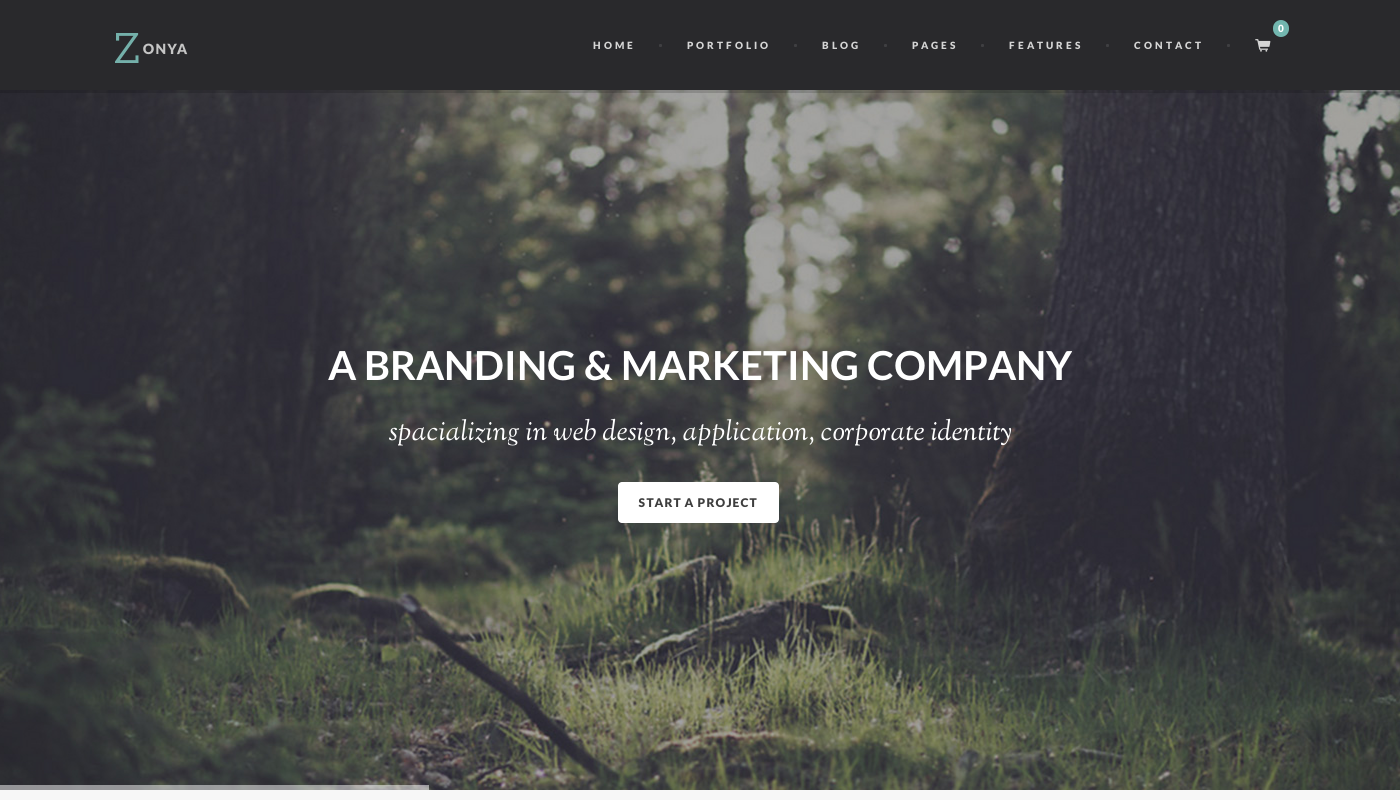 ZONYA
HOME • PORTFOLIO • BLOG • PAGES • FEATURES • CONTACT • 0
A BRANDING & MARKETING COMPANY
spacializing in web design, application, corporate identity
START A PROJECT